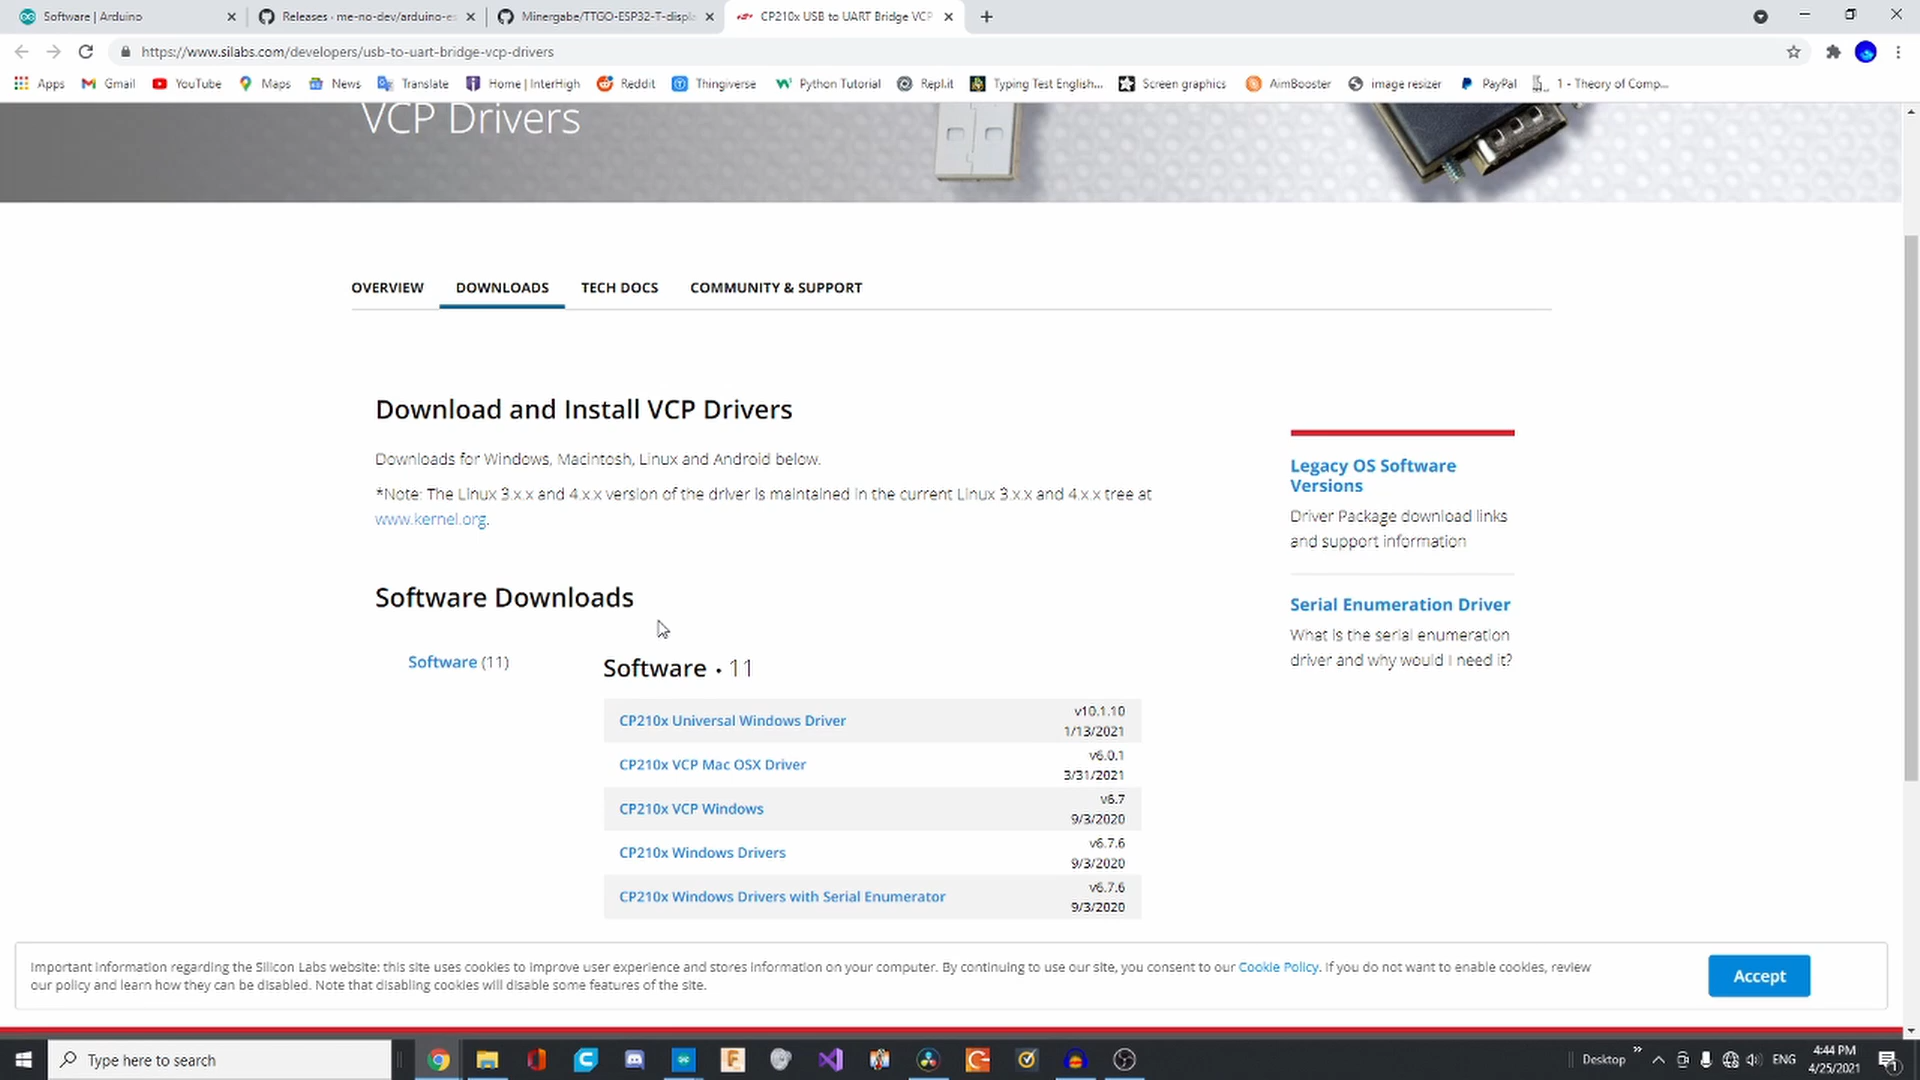 Software | Arduino
Releases · me-no-dev/arduino-es
Minergabe/TTGO-ESP32-T-displ
CP210x USB to UART Bridge VCP
https://www.silabs.com/developers/usb-to-uart-bridge-vcp-drivers
Apps
Gmail
YouTube
Maps
News
Translate
Home | InterHigh
Reddit
Thingiverse
Python Tutorial
Repl.it
Typing Test English...
Screen graphics
AimBooster
image resizer
PayPal
1 - Theory of Comp...
VCP Drivers
OVERVIEW
DOWNLOADS
TECH DOCS
COMMUNITY & SUPPORT
Download and Install VCP Drivers
Downloads for Windows, Macintosh, Linux and Android below.
*Note: The Linux 3.x.x and 4.x.x version of the driver is maintained in the current Linux 3.x.x and 4.x.x tree at
www.kernel.org.
Legacy OS Software
Versions
Driver Package download links
and support information
Serial Enumeration Driver
What is the serial enumeration
driver and why would I need it?
Software Downloads
Software (11)
Software • 11
CP210x Universal Windows Driver
v10.1.10
1/13/2021
CP210x VCP Mac OSX Driver
v6.0.1
3/31/2021
CP210x VCP Windows
v6.7
9/3/2020
CP210x Windows Drivers
v6.7.6
9/3/2020
CP210x Windows Drivers with Serial Enumerator
v6.7.6
9/3/2020
Important information regarding the Silicon Labs website: this site uses cookies to improve user experience and stores information on your computer. By continuing to use our site, you consent to our Cookie Policy. If you do not want to enable cookies, review
our policy and learn how they can be disabled. Note that disabling cookies will disable some features of the site.
Accept
Type here to search
Desktop
ENG
4:44 PM
4/25/2021